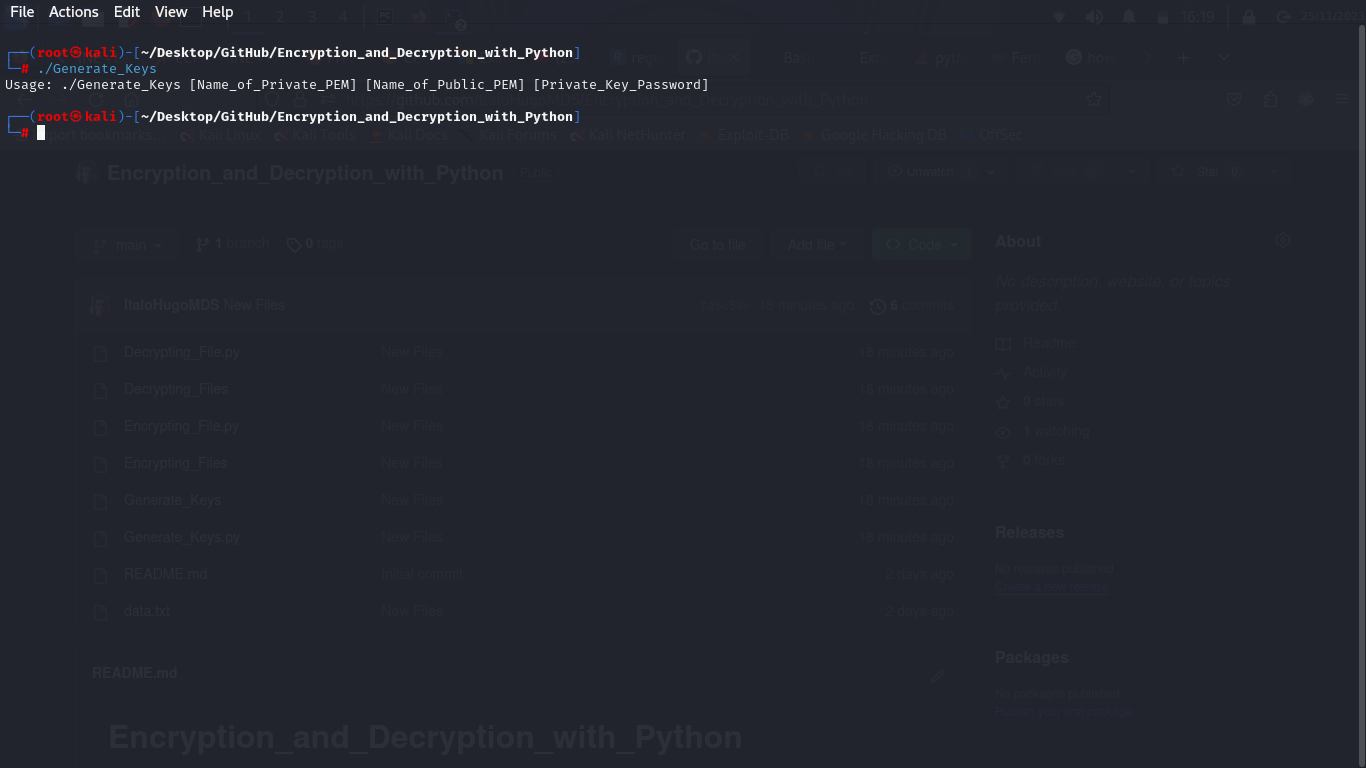 File Actions Edit View Help
1 2 3 4 2 16:19
┌──(root㉿kali)-[~/Desktop/GitHub/Encryption_and_Decryption_with_Python]
└─# ./Generate_Keys
Usage: ./Generate_Keys [Name_of_Private_PEM] [Name_of_Public_PEM] [Private_Key_Password]
┌──(root㉿kali)-[~/Desktop/GitHub/Encryption_and_Decryption_with_Python]
└─#
bookmarks... Kali Linux Kali Tools Kali Docs Kali Forums Kali NetHunter Exploit-DB Google Hacking DB OffSec
Encryption_and_Decryption_with_Python Public Unwatch 1 Star 0
main 1 branch 0 tags Go to file Add file Code
About
No description, website, or topics
provided.
ItaloHugoMDS New Files 18 minutes ago 6 commits
Decrypting_File.py New Files 18 minutes ago
Readme
Activity
Decrypting_Files New Files 18 minutes ago
0 stars
Encrypting_File.py New Files 18 minutes ago
1 watching
Encrypting_Files New Files 18 minutes ago
0 forks
Generate_Keys New Files 18 minutes ago
Generate_Keys.py New Files 18 minutes ago
Releases
No releases published
Create a new release
README.md Initial commit 2 days ago
data.txt New Files 2 days ago
Packages
No packages published
Publish your first package
README.md
Encryption_and_Decryption_with_Python